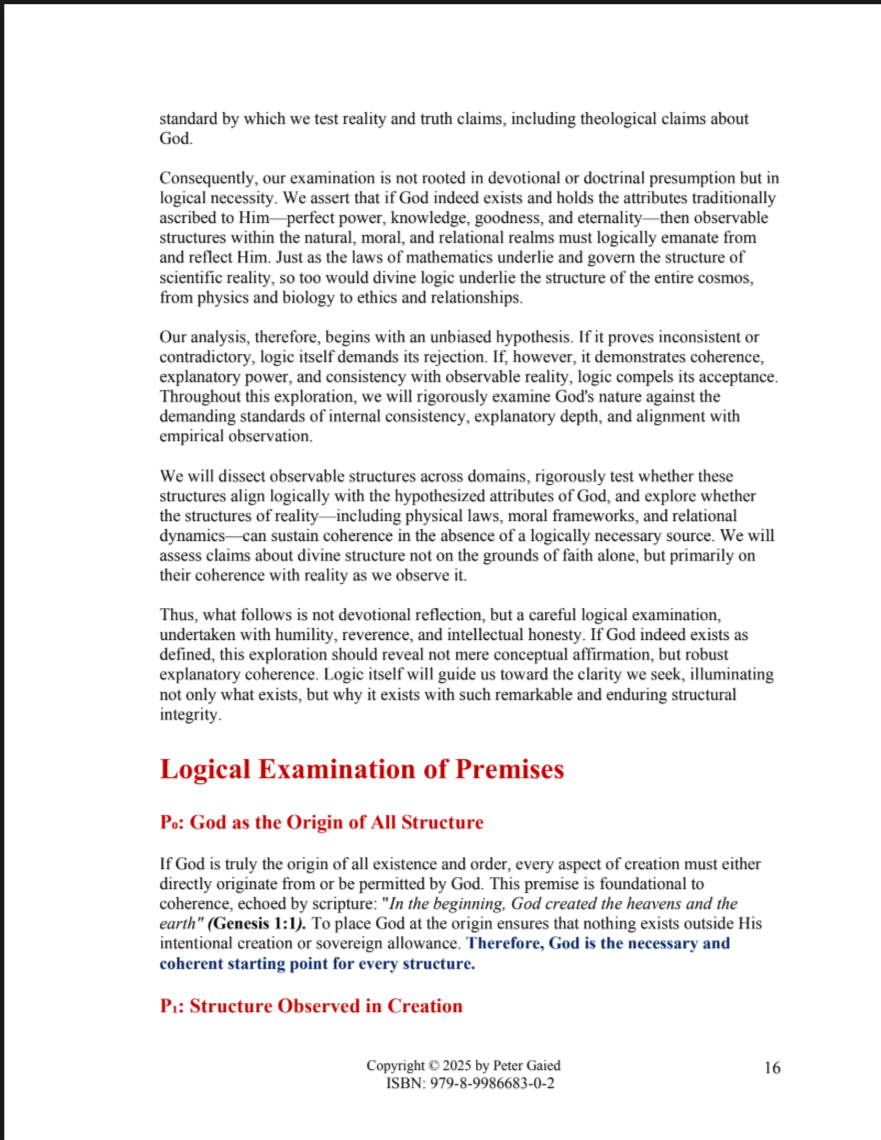 standard by which we test reality and truth claims, including theological claims about
God.
Consequently, our examination is not rooted in devotional or doctrinal presumption but in
logical necessity. We assert that if God indeed exists and holds the attributes traditionally
ascribed to Him—perfect power, knowledge, goodness, and eternality—then observable
structures within the natural, moral, and relational realms must logically emanate from
and reflect Him. Just as the laws of mathematics underlie and govern the structure of
scientific reality, so too would divine logic underlie the structure of the entire cosmos,
from physics and biology to ethics and relationships.
Our analysis, therefore, begins with an unbiased hypothesis. If it proves inconsistent or
contradictory, logic itself demands its rejection. If, however, it demonstrates coherence,
explanatory power, and consistency with observable reality, logic compels its acceptance.
Throughout this exploration, we will rigorously examine God's nature against the
demanding standards of internal consistency, explanatory depth, and alignment with
empirical observation.
We will dissect observable structures across domains, rigorously test whether these
structures align logically with the hypothesized attributes of God, and explore whether
the structures of reality—including physical laws, moral frameworks, and relational
dynamics—can sustain coherence in the absence of a logically necessary source. We will
assess claims about divine structure not on the grounds of faith alone, but primarily on
their coherence with reality as we observe it.
Thus, what follows is not devotional reflection, but a careful logical examination,
undertaken with humility, reverence, and intellectual honesty. If God indeed exists as
defined, this exploration should reveal not mere conceptual affirmation, but robust
explanatory coherence. Logic itself will guide us toward the clarity we seek, illuminating
not only what exists, but why it exists with such remarkable and enduring structural
integrity.
Logical Examination of Premises
P₀: God as the Origin of All Structure
If God is truly the origin of all existence and order, every aspect of creation must either
directly originate from or be permitted by God. This premise is foundational to
coherence, echoed by scripture: "In the beginning, God created the heavens and the
earth" (Genesis 1:1). To place God at the origin ensures that nothing exists outside His
intentional creation or sovereign allowance. Therefore, God is the necessary and
coherent starting point for every structure.
P₁: Structure Observed in Creation
Copyright © 2025 by Peter Gaied
16
ISBN: 979-8-9986683-0-2